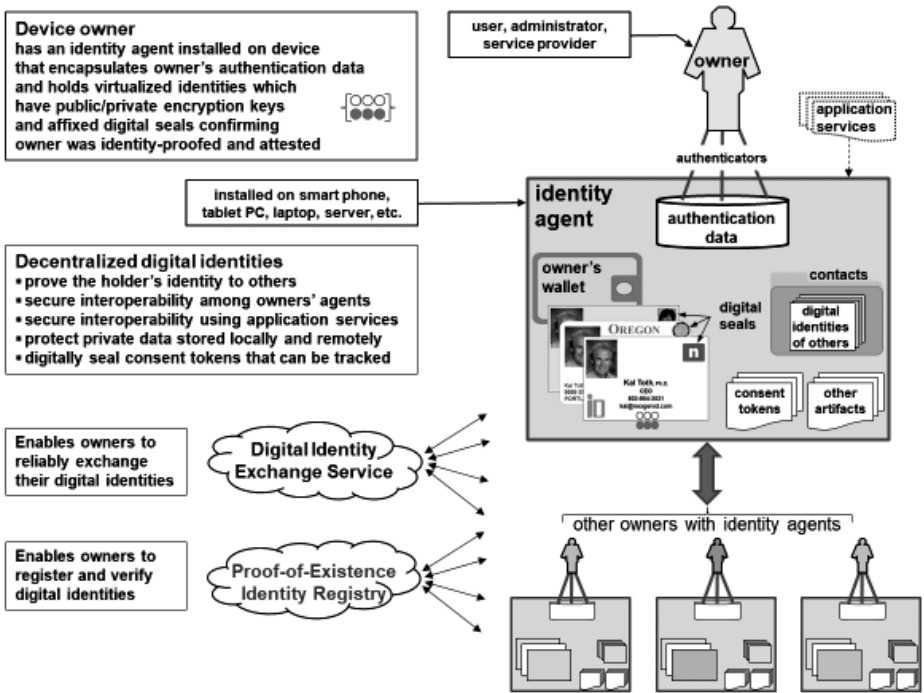 Device owner
has an identity agent installed on device
that encapsulates owner's authentication data
and holds virtualized identities which
have public/private encryption keys
and affixed digital seals confirming
owner was identity-proofed and attested
user, administrator,
service provider
owner
application
services
authenticators
installed on smart phone,
tablet PC, laptop, server, etc.
identity
agent
authentication
data
Decentralized digital identities
▪ prove the holder's identity to others
▪ secure interoperability among owners' agents
▪ secure interoperability using application services
▪ protect private data stored locally and remotely
▪ digitally seal consent tokens that can be tracked
owner's
wallet
digital
seals
contacts
digital
identities
of others
OREGON
n
Kal Toth, m.s.
CEO
Kal To
PORTL
iD
consent
tokens
other
artifacts
Enables owners to
reliably exchange
their digital identities
Digital Identity
Exchange Service
other owners with identity agents
Enables owners to
register and verify
digital identities
Proof-of-Existence
Identity Registry